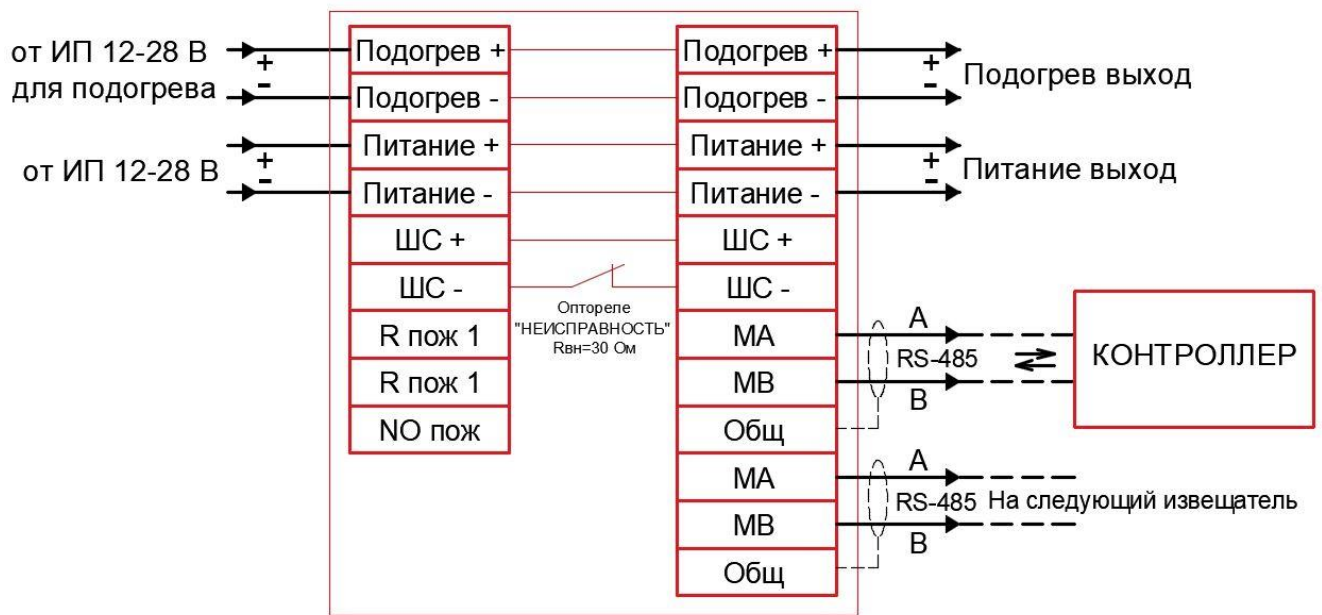 от ИП 12-28 В
+
-
для подогрева
от ИП 12-28 В
+
-
Подогрев +
Подогрев -
Питание +
Питание -
ШС +
ШС -
R пож 1
R пож 1
NO пож
Оптореле
"НЕИСПРАВНОСТЬ"
Rвн=30 Ом
Подогрев +
Подогрев -
Питание +
Питание -
ШС +
ШС -
МА
МВ
Общ
МА
МВ
Общ
+
-
Подогрев выход
+
-
Питание выход
А
RS-485
В
КОНТРОЛЛЕР
А
RS-485 На следующий извещатель
В